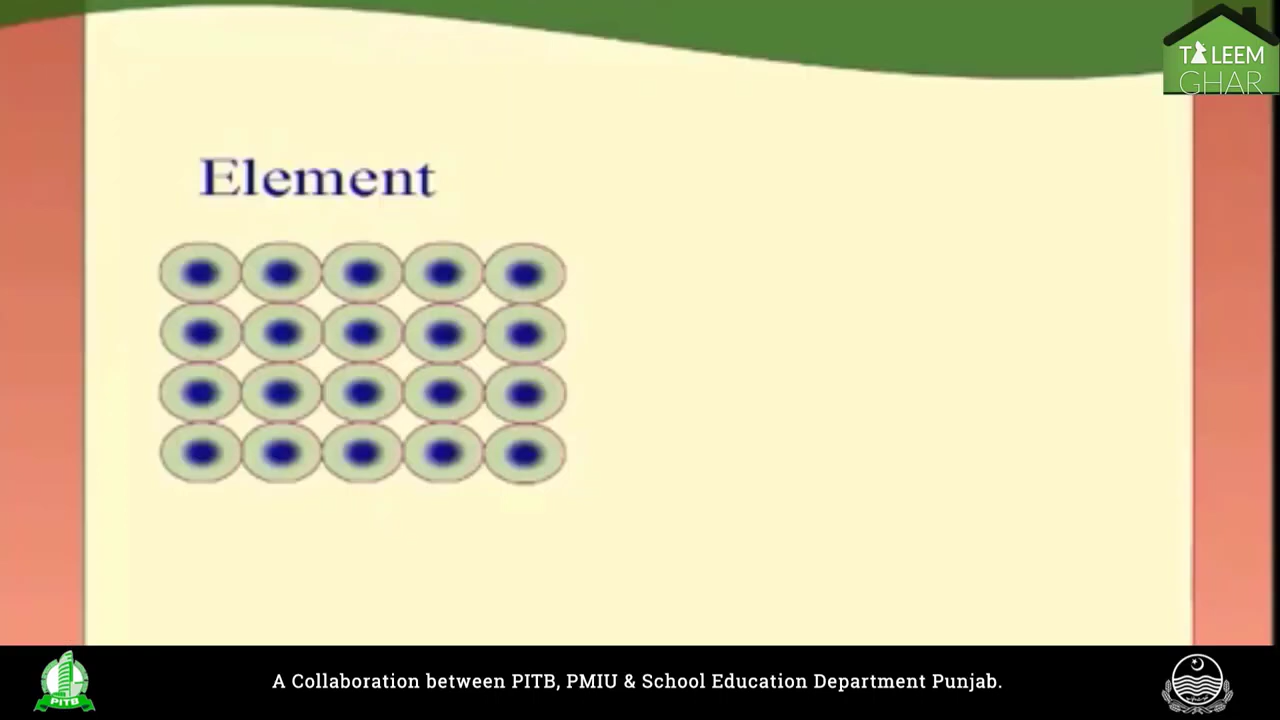 TALEEM
GHAR
Element
A Collaboration between PITB, PMIU & School Education Department Punjab.
PITB